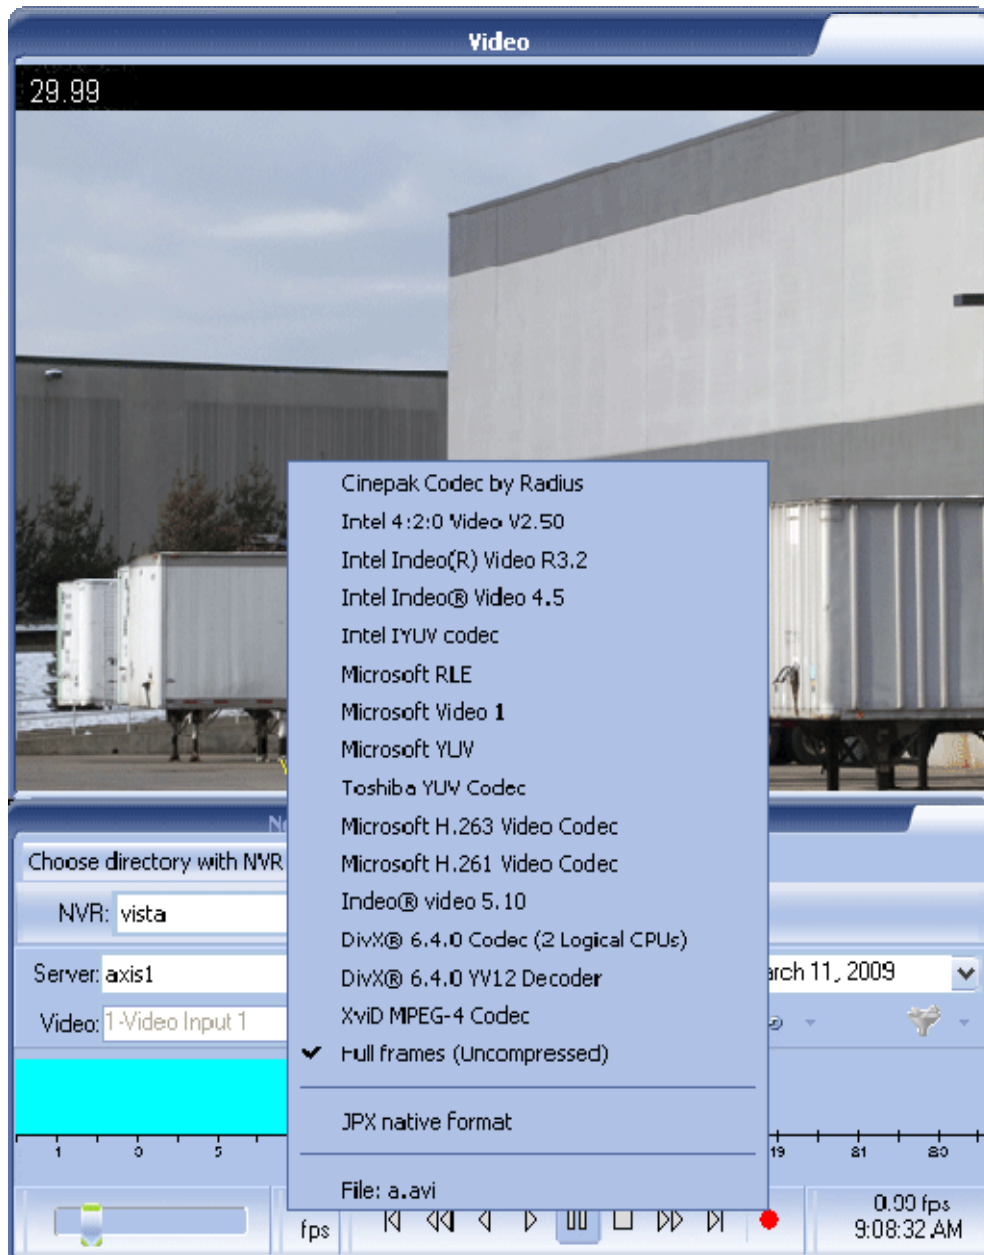 Video
29.99
Cinepak Codec by Radius
Intel 4:2:0 Video V2.50
Intel Indeo(R) Video R3.2
Intel Indeo® Video 4.5
Intel IYUV codec
Microsoft RLE
Microsoft Video 1
Microsoft YUV
Toshiba YUV Codec
Microsoft H.263 Video Codec
Microsoft H.261 Video Codec
Indeo® video 5.10
DivX® 6.4.0 Codec (2 Logical CPUs)
DivX® 6.4.0 YV12 Decoder
XviD MPEG-4 Codec
Full frames (Uncompressed)
JPX native format
File: a.avi
Choose directory with NVR
NVR: vista
Server: axis1
arch 11, 2009
Video: 1-Video Input 1
5
19
fps
0.99 fps
9:08:32 AM